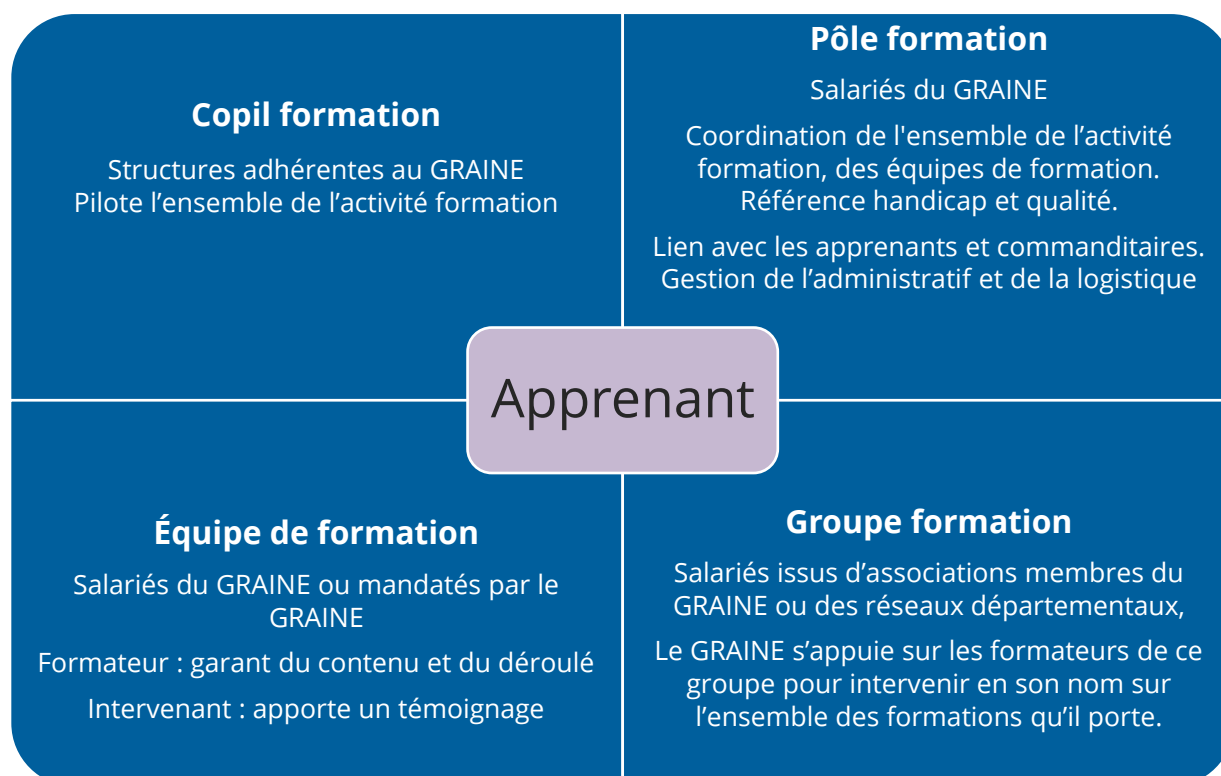 Copil formation
Structures adhérentes au GRAINE
Pilote l’ensemble de l’activité formation
Pôle formation
Salariés du GRAINE
Coordination de l'ensemble de l’activité
formation, des équipes de formation.
Référence handicap et qualité.
Lien avec les apprenants et commanditaires.
Gestion de l’administratif et de la logistique
Apprenant
Équipe de formation
Salariés du GRAINE ou mandatés par le
GRAINE
Formateur : garant du contenu et du déroulé
Intervenant : apporte un témoignage
Groupe formation
Salariés issus d’associations membres du
GRAINE ou des réseaux départementaux,
Le GRAINE s’appuie sur les formateurs de ce
groupe pour intervenir en son nom sur
l’ensemble des formations qu’il porte.